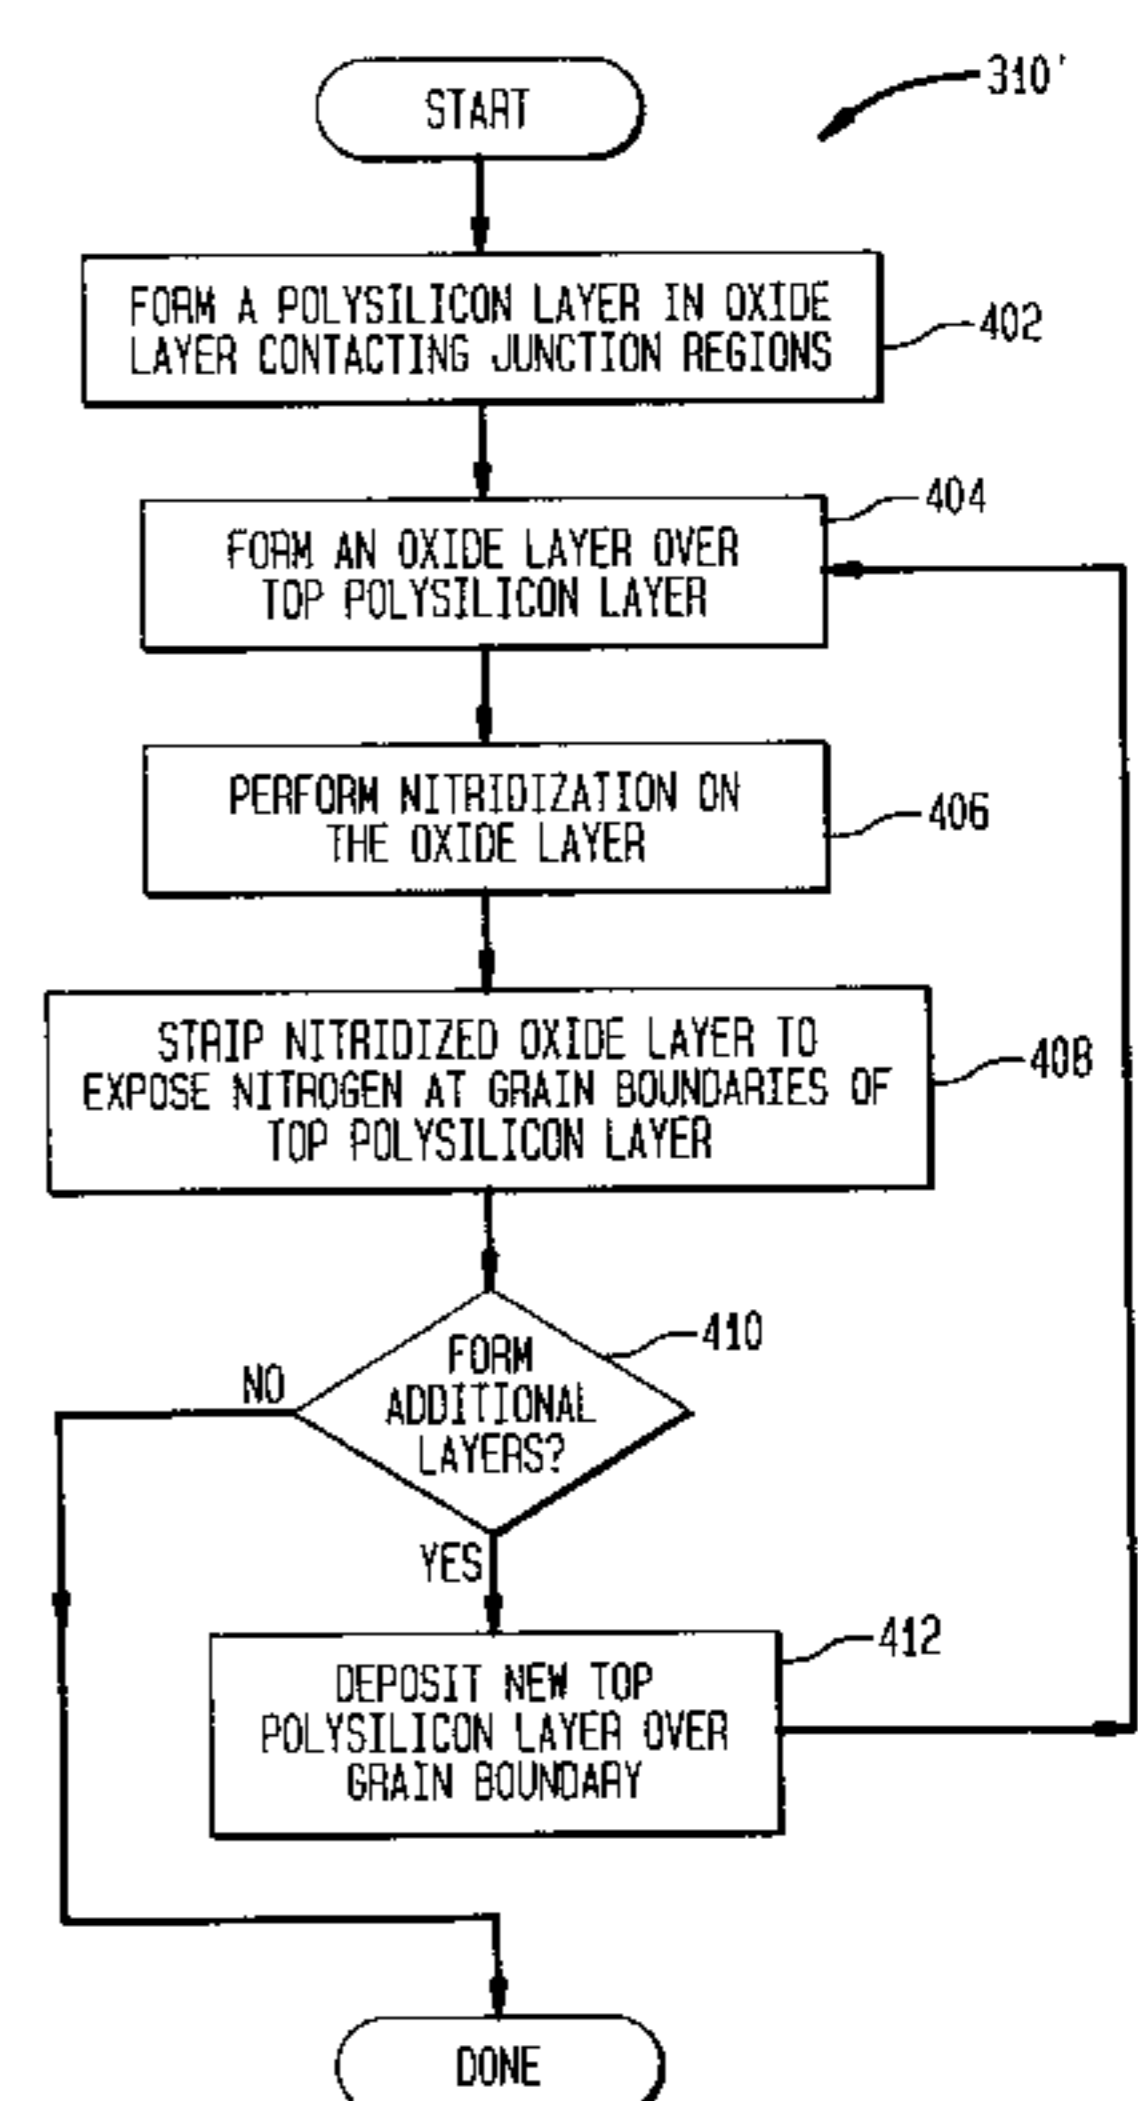 START
310'
FORM A POLYSILICON LAYER IN OXIDE
LAYER CONTACTING JUNCTION REGIONS
402
404
FORM AN OXIDE LAYER OVER
TOP POLYSILICON LAYER
PERFORM NITRIDIZATION ON
THE OXIDE LAYER
406
STRIP NITRIDIZED OXIDE LAYER TO
EXPOSE NITROGEN AT GRAIN BOUNDARIES OF
TOP POLYSILICON LAYER
408
410
FORM
ADDITIONAL
LAYERS?
NO
YES
412
DEPOSIT NEW TOP
POLYSILICON LAYER OVER
GRAIN BOUNDARY
DONE